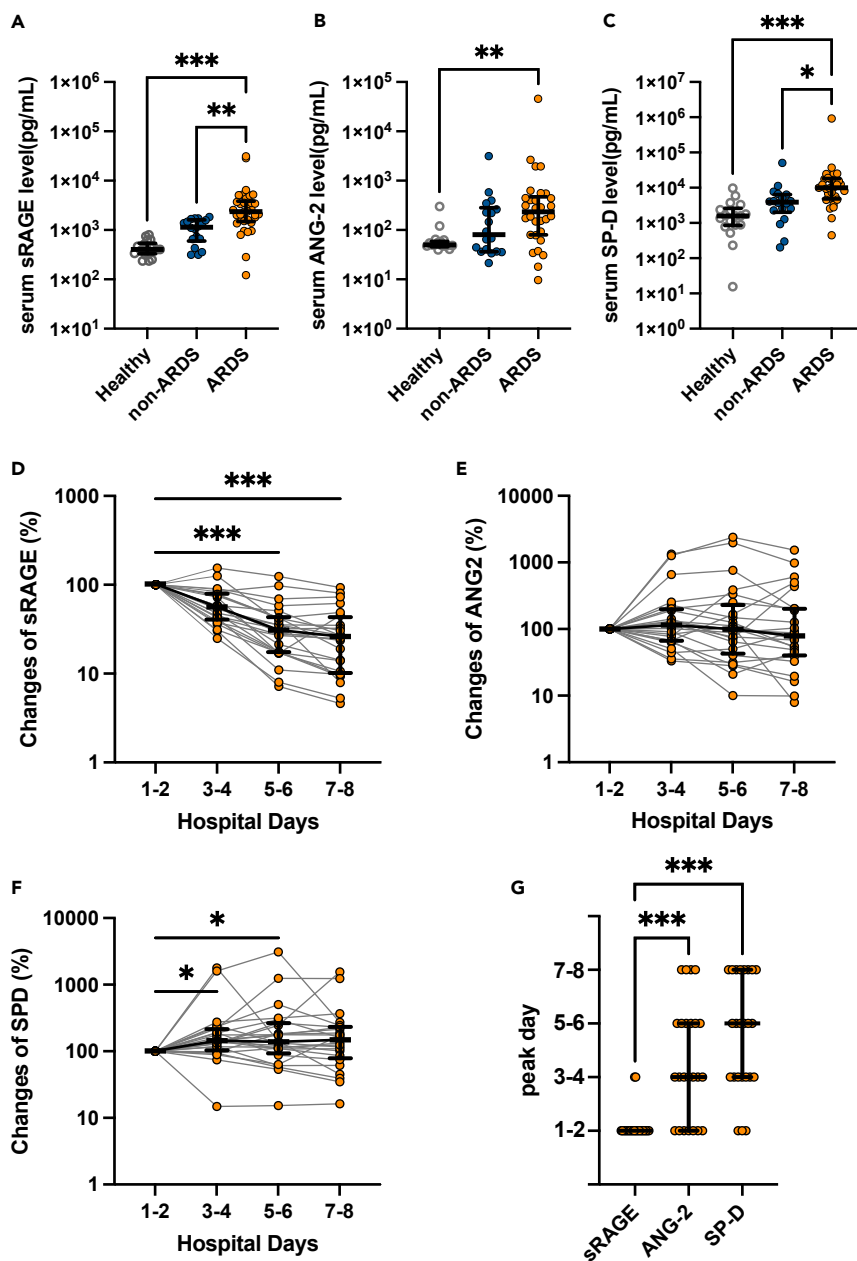 A
***
**
serum sRAGE level(pg/mL)
1×10⁶
1×10⁵
1×10⁴
1×10³
1×10²
1×10¹
Healthy
non-ARDS
ARDS
B
**
serum ANG-2 level(pg/mL)
1×10⁵
1×10⁴
1×10³
1×10²
1×10¹
1×10⁰
Healthy
non-ARDS
ARDS
C
***
*
serum SP-D level(pg/mL)
1×10⁷
1×10⁶
1×10⁵
1×10⁴
1×10³
1×10²
1×10¹
1×10⁰
Healthy
non-ARDS
ARDS
D
***
***
Changes of sRAGE (%)
1000
100
10
1
1-2
3-4
5-6
7-8
Hospital Days
E
Changes of ANG2 (%)
10000
1000
100
10
1
1-2
3-4
5-6
7-8
Hospital Days
F
*
*
Changes of SPD (%)
10000
1000
100
10
1
1-2
3-4
5-6
7-8
Hospital Days
G
***
***
peak day
7-8
5-6
3-4
1-2
sRAGE
ANG-2
SP-D